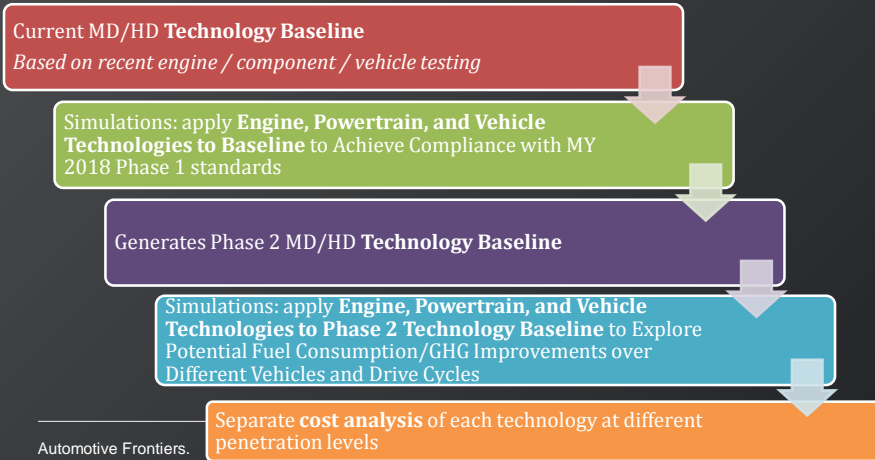 Current MD/HD Technology Baseline
Based on recent engine / component / vehicle testing
Simulations: apply Engine, Powertrain, and Vehicle
Technologies to Baseline to Achieve Compliance with MY
2018 Phase 1 standards
Generates Phase 2 MD/HD Technology Baseline
Simulations: apply Engine, Powertrain, and Vehicle
Technologies to Phase 2 Technology Baseline to Explore
Potential Fuel Consumption/GHG Improvements over
Different Vehicles and Drive Cycles
Separate cost analysis of each technology at different
penetration levels
Automotive Frontiers.